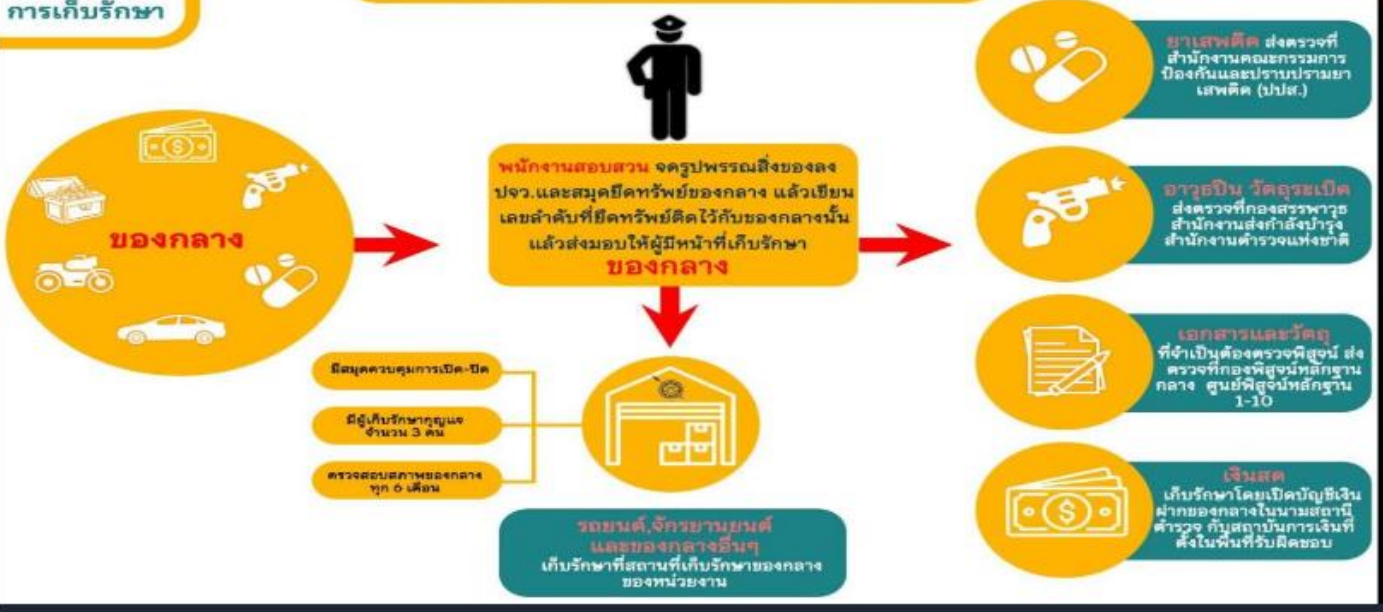 การเก็บรักษา
ของกลาง
พนักงานสอบสวน จดรูปพรรณสิ่งของลง
ปจว.และสมุดยึดทรัพย์ของกลาง แล้วเขียน
เลขลำดับที่ยึดทรัพย์ติดไว้กับของกลางนั้น
แล้วส่งมอบให้ผู้มีหน้าที่เก็บรักษา
ของกลาง
มีสมุดควบคุมการเปิด-ปิด
มีผู้เก็บรักษากุญแจ
จำนวน 3 คน
ตรวจสอบสภาพของกลาง
ทุก 6 เดือน
รถยนต์,จักรยานยนต์
และของกลางอื่นๆ
เก็บรักษาที่สถานที่เก็บรักษาของกลาง
ของหน่วยงาน
ยาเสพติด ส่งตรวจที่
สำนักงานคณะกรรมการ
ป้องกันและปราบปรามยา
เสพติด (ปปส.)
อาวุธปืน วัตถุระเบิด
ส่งตรวจที่กองสรรพาวุธ
สำนักงานส่งกำลังบำรุง
สำนักงานตำรวจแห่งชาติ
เอกสารและวัตถุ
ที่จำเป็นต้องตรวจพิสูจน์ ส่ง
ตรวจที่กองพิสูจน์หลักฐาน
กลาง ศูนย์พิสูจน์หลักฐาน
1-10
เงินสด
เก็บรักษาโดยเปิดบัญชีเงิน
ฝากของกลางในนามสถานี
ตำรวจ กับสถาบันการเงินที่
ตั้งในพื้นที่รับผิดชอบ